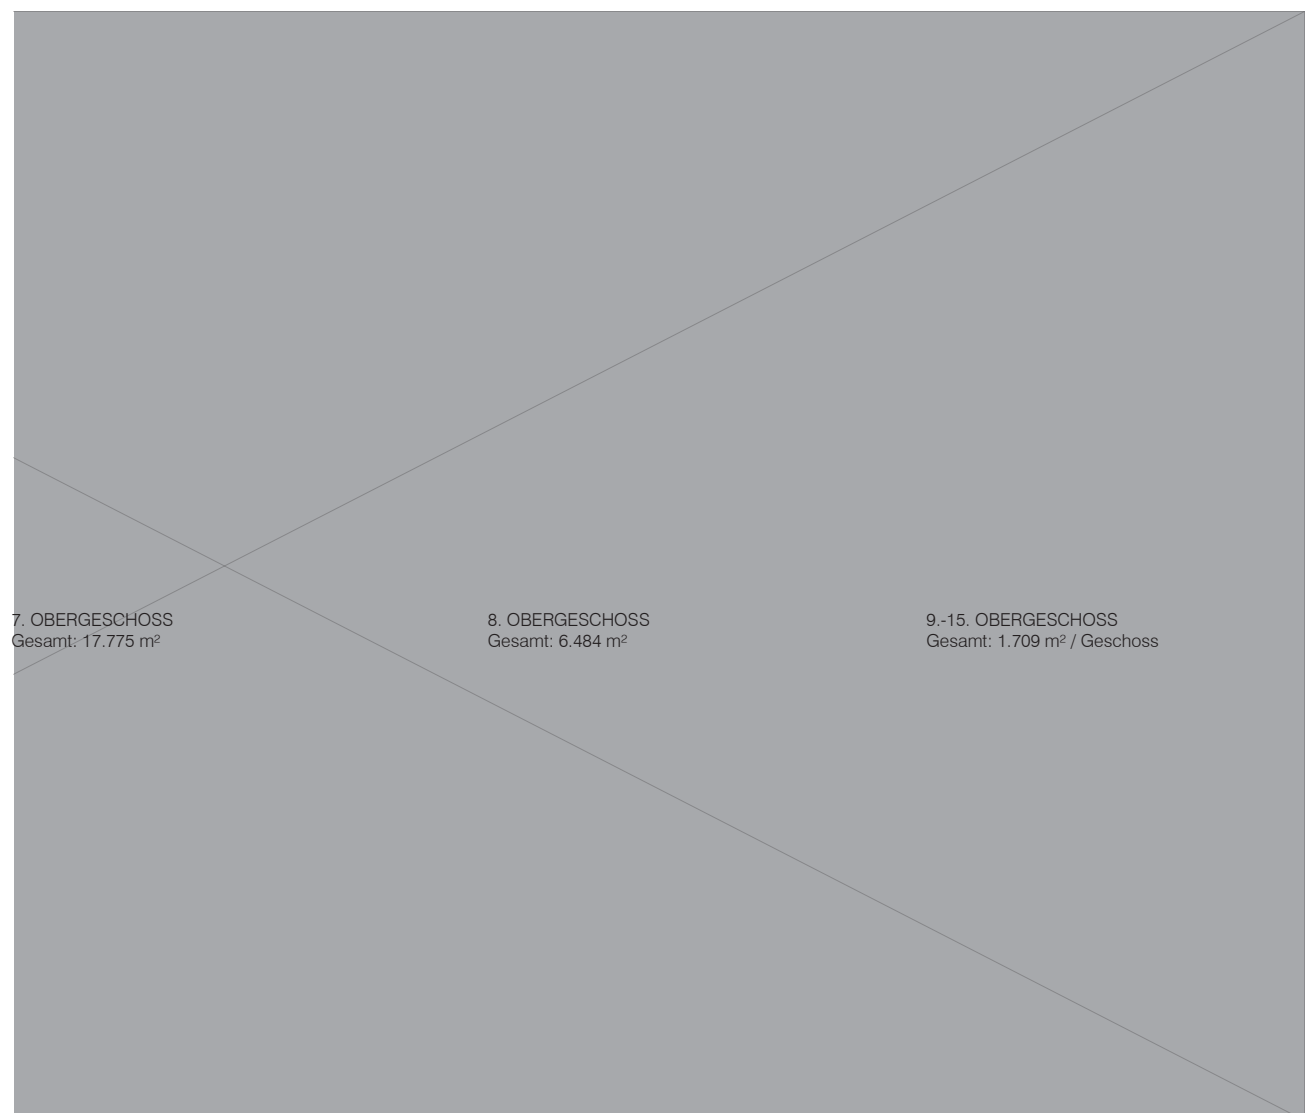 7. OBERGESCHOSS
Gesamt: 17.775 m²
8. OBERGESCHOSS
Gesamt: 6.484 m²
9.-15. OBERGESCHOSS
Gesamt: 1.709 m² / Geschoss